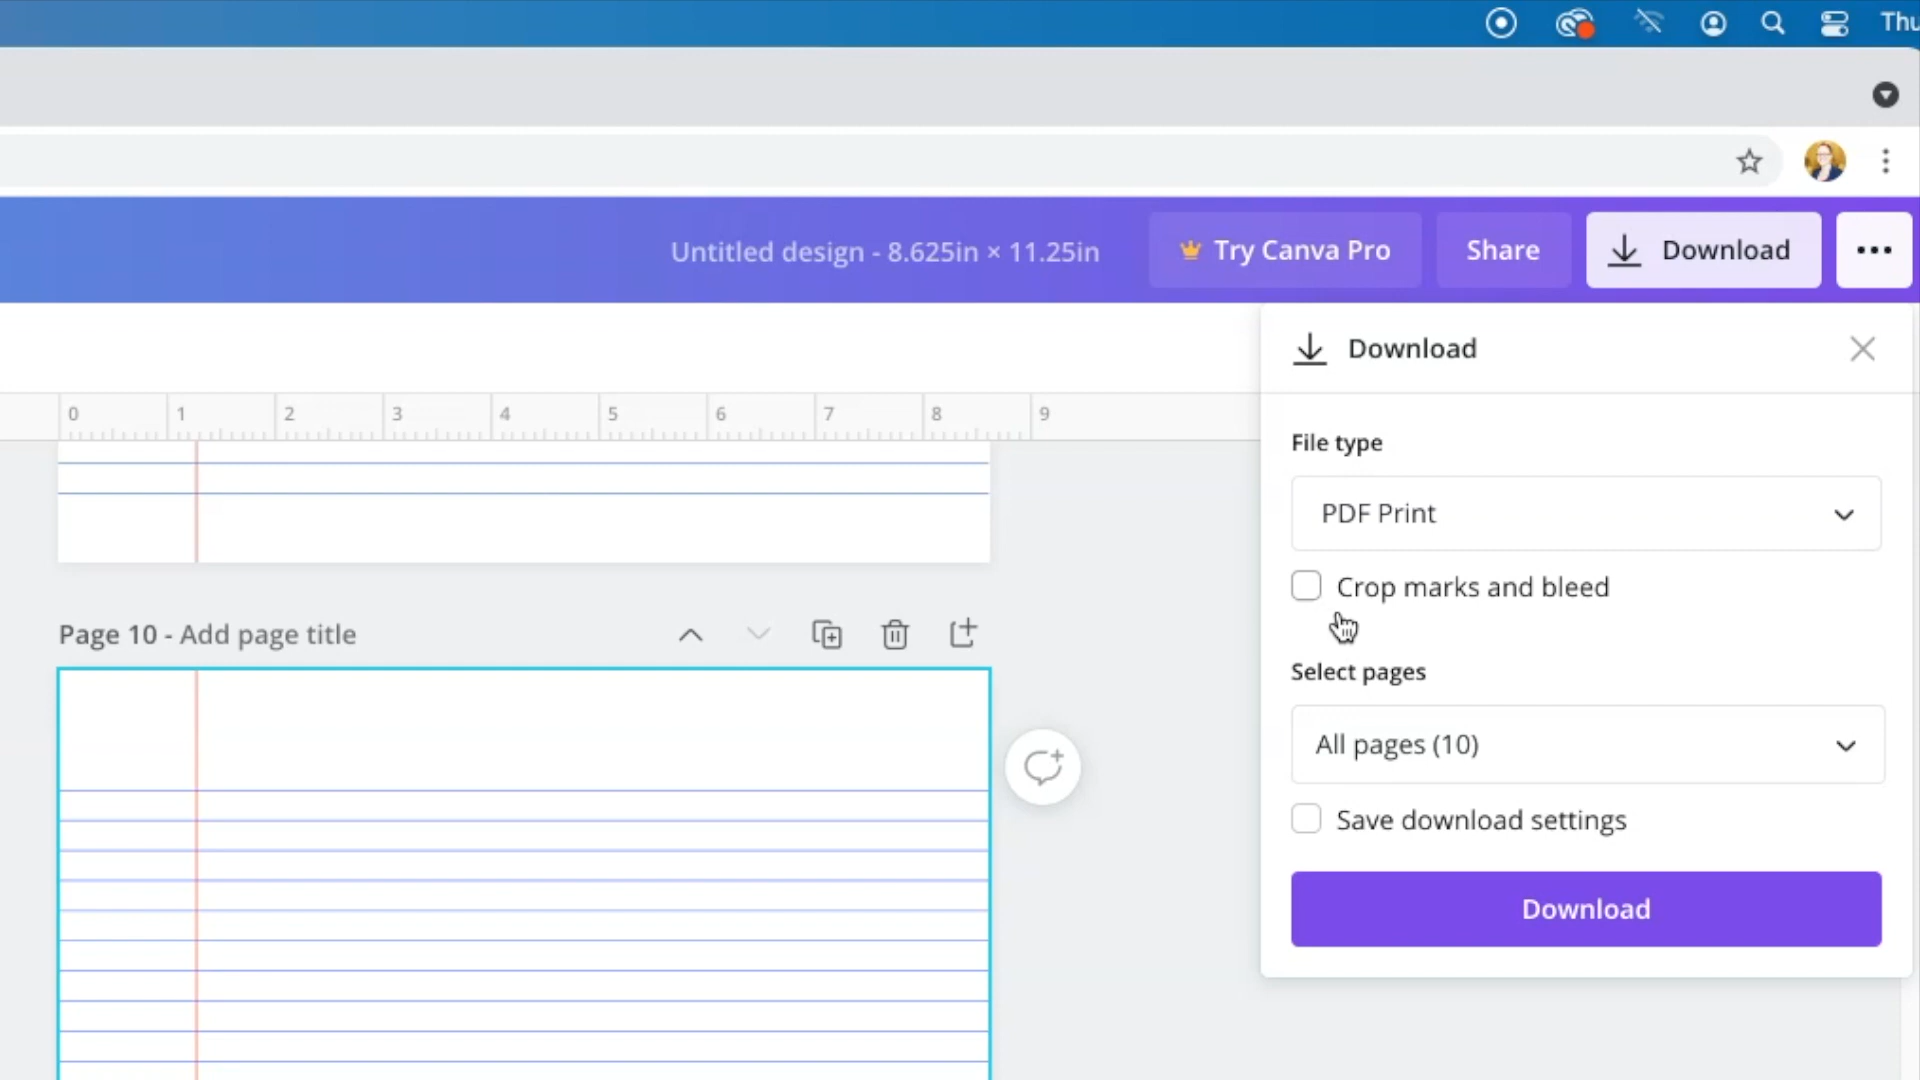 Thu
Untitled design - 8.625in × 11.25in
Try Canva Pro
Share
Download
Download
0 1 2 3 4 5 6 7 8 9
File type
PDF Print
Crop marks and bleed
Page 10 - Add page title
Select pages
All pages (10)
Save download settings
Download